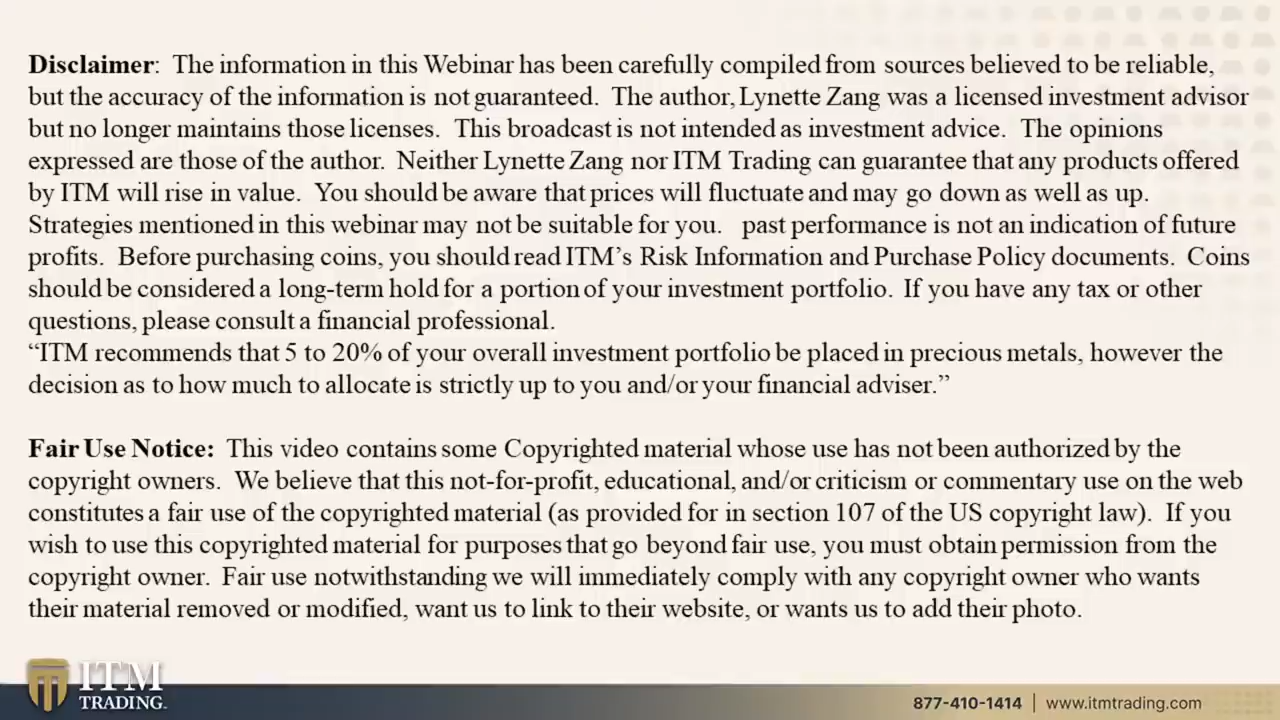 Disclaimer: The information in this Webinar has been carefully compiled from sources believed to be reliable,
but the accuracy of the information is not guaranteed. The author, Lynette Zang was a licensed investment advisor
but no longer maintains those licenses. This broadcast is not intended as investment advice. The opinions
expressed are those of the author. Neither Lynette Zang nor ITM Trading can guarantee that any products offered
by ITM will rise in value. You should be aware that prices will fluctuate and may go down as well as up.
Strategies mentioned in this webinar may not be suitable for you. past performance is not an indication of future
profits. Before purchasing coins, you should read ITM’s Risk Information and Purchase Policy documents. Coins
should be considered a long-term hold for a portion of your investment portfolio. If you have any tax or other
questions, please consult a financial professional.
“ITM recommends that 5 to 20% of your overall investment portfolio be placed in precious metals, however the
decision as to how much to allocate is strictly up to you and/or your financial adviser.”
Fair Use Notice: This video contains some Copyrighted material whose use has not been authorized by the
copyright owners. We believe that this not-for-profit, educational, and/or criticism or commentary use on the web
constitutes a fair use of the copyrighted material (as provided for in section 107 of the US copyright law). If you
wish to use this copyrighted material for purposes that go beyond fair use, you must obtain permission from the
copyright owner. Fair use notwithstanding we will immediately comply with any copyright owner who wants
their material removed or modified, want us to link to their website, or wants us to add their photo.
ITM
TRADING
877-410-1414 | www.itmtrading.com